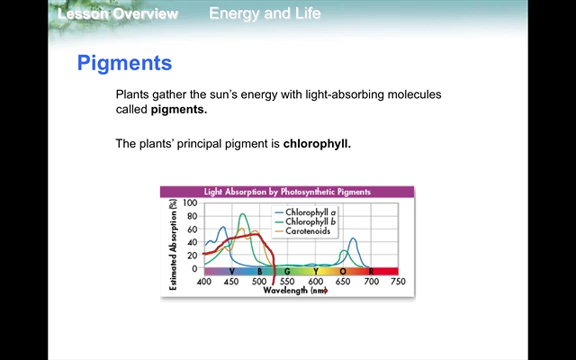 Lesson Overview Energy and Life
Pigments
Plants gather the sun's energy with light-absorbing molecules
called pigments.
The plants' principal pigment is chlorophyll.
Light Absorption by Photosynthetic Pigments
Estimated Absorption (%)
100
80
60
40
20
0
Chlorophyll a
Chlorophyll b
Carotenoids
V B G Y O R
400 450 500 550 600 650 700 750
Wavelength (nm)